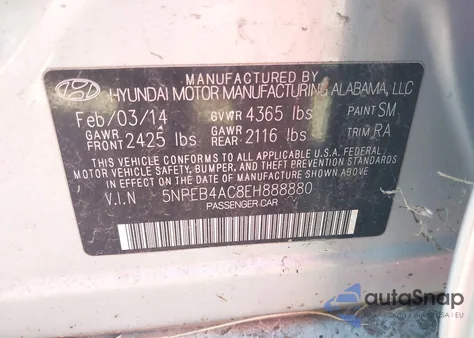 MANUFACTURED BY
HYUNDAI MOTOR MANUFACTURING ALABAMA, LLC
Feb/03/14 GVWR 4365 lbs PAINT SM
GAWR FRONT 2425 lbs GAWR REAR 2116 lbs TRIM RA
THIS VEHICLE CONFORMS TO ALL APPLICABLE U.S.A. FEDERAL
MOTOR VEHICLE SAFETY, BUMPER, AND THEFT PREVENTION STANDARDS
IN EFFECT ON THE DATE OF MANUFACTURE SHOWN ABOVE.
V.I.N 5NPEB4AC8EH888880
PASSENGER CAR
autoSnap